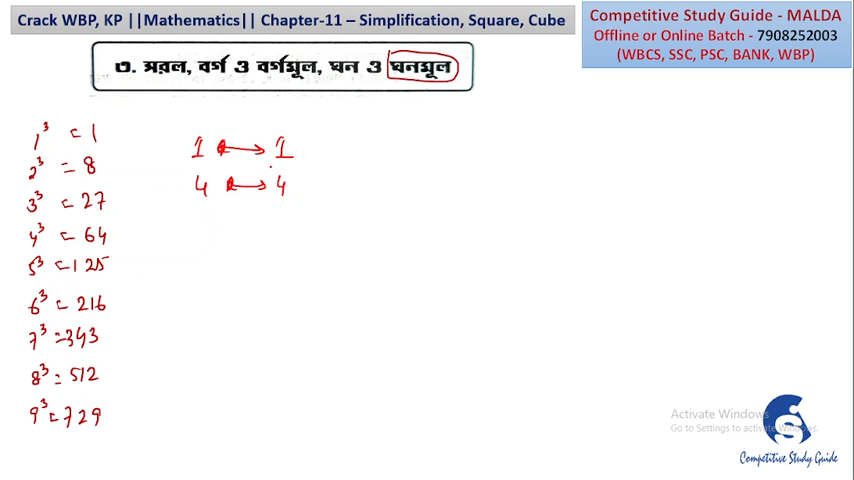 Crack WBP, KP ||Mathematics|| Chapter-11 – Simplification, Square, Cube
Competitive Study Guide - MALDA
Offline or Online Batch - 7908252003
(WBCS, SSC, PSC, BANK, WBP)
৩. সরল, বর্গ ও বর্গমূল, ঘন ও ঘনমূল
1³ = 1
2³ = 8
3³ = 27
4³ = 64
5³ = 125
6³ = 216
7³ = 343
8³ = 512
9³ = 729
1 ↔ 1
4 ↔ 4
Activate Windows
Go to Settings to activate Windows.
Competitive Study Guide